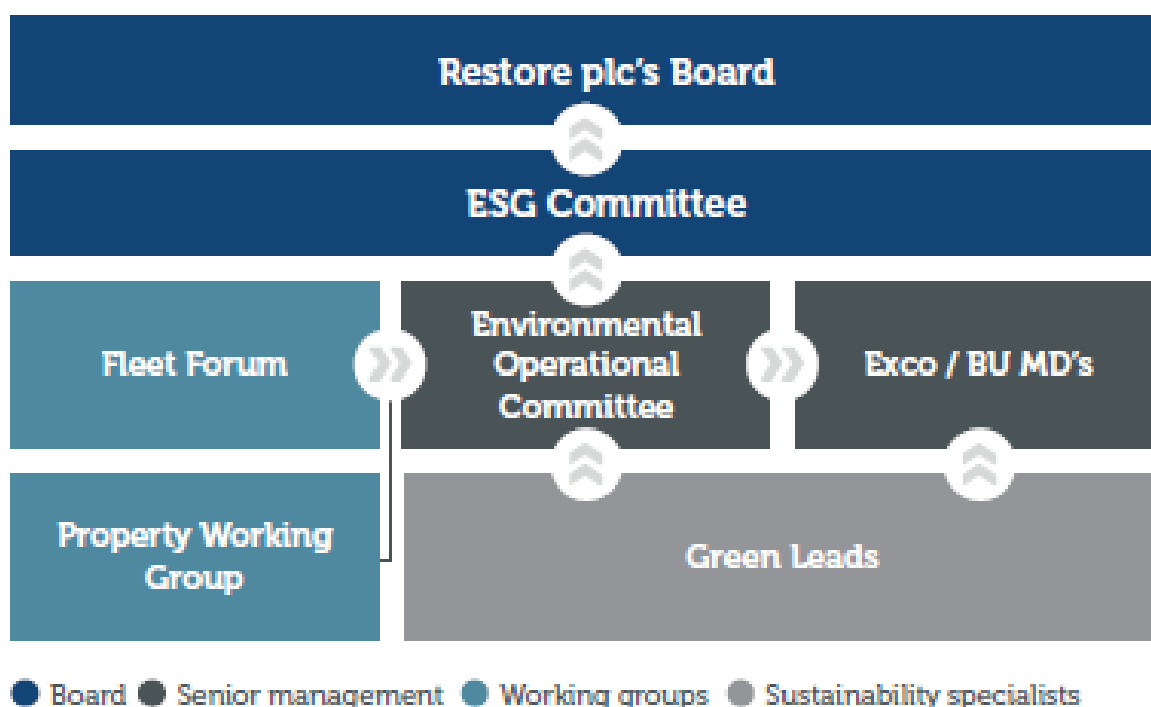 Restore plc's Board
ESG Committee
Fleet Forum
Environmental
Operational
Committee
Exco / BU MD's
Property Working
Group
Green Leads
Board
Senior management
Working groups
Sustainability specialists